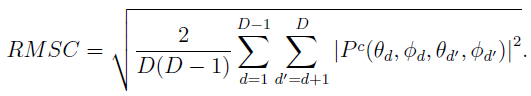 $RMSC = \sqrt{\frac{2}{D(D-1)} \sum_{d=1}^{D-1} \sum_{d'=d+1}^{D} |P^c(\theta_d, \phi_d, \theta_{d'}, \phi_{d'})|^2}.$